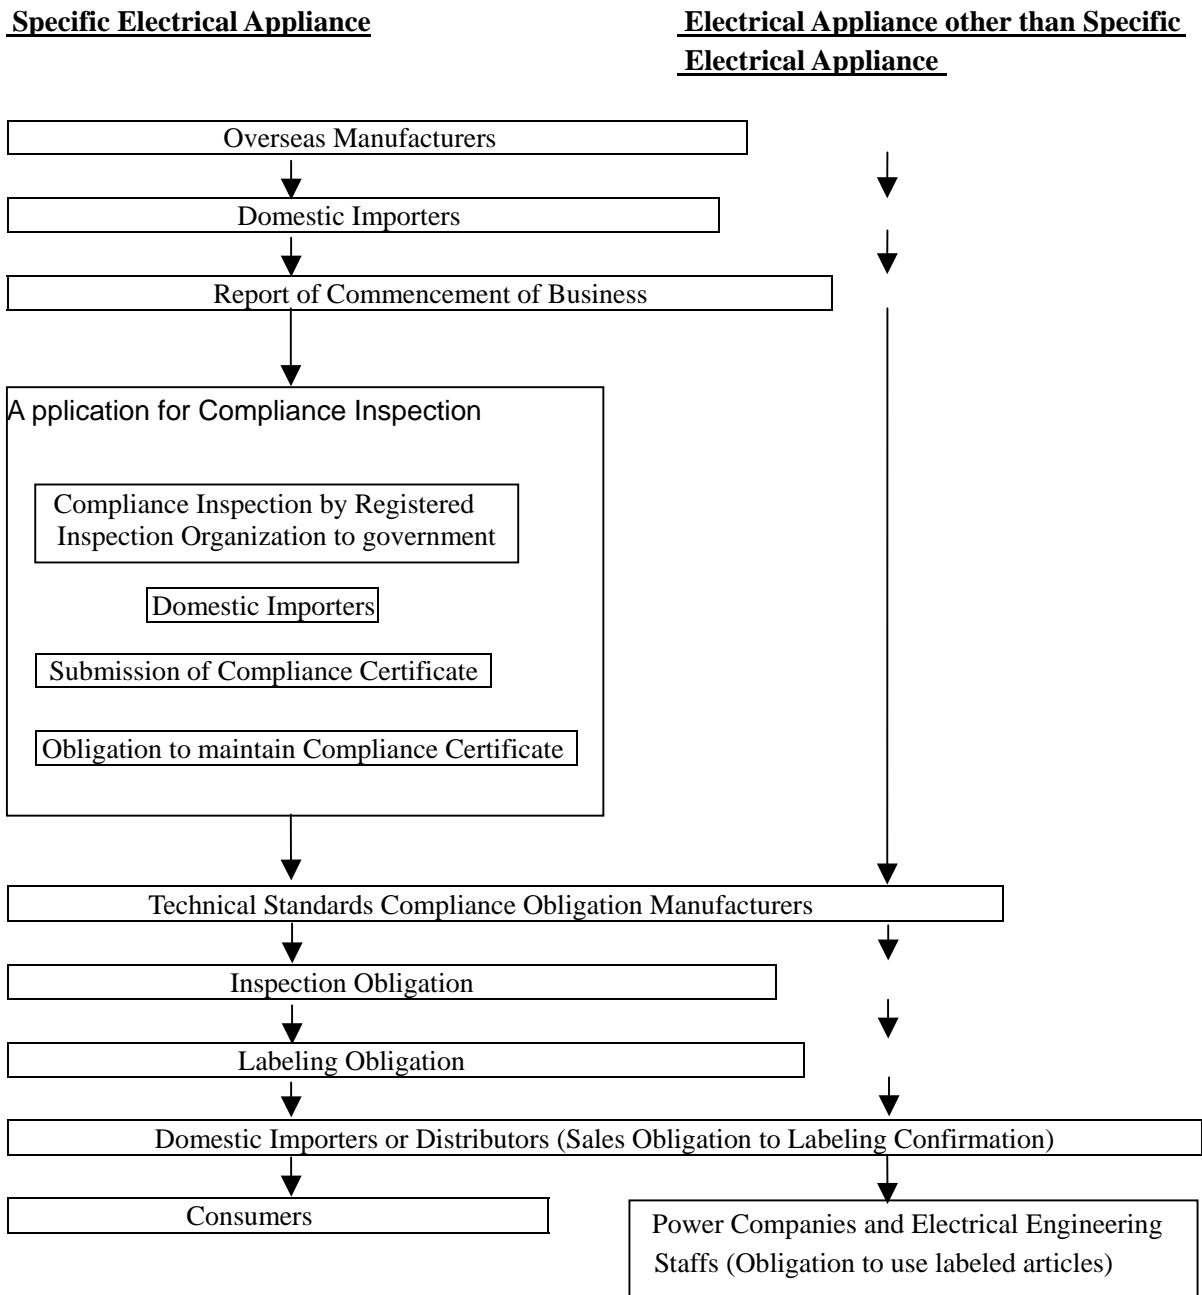 Specific Electrical Appliance
Electrical Appliance other than Specific
Electrical Appliance
Overseas Manufacturers
Domestic Importers
Report of Commencement of Business
A pplication for Compliance Inspection
Compliance Inspection by Registered
Inspection Organization to government
Domestic Importers
Submission of Compliance Certificate
Obligation to maintain Compliance Certificate
Technical Standards Compliance Obligation Manufacturers
Inspection Obligation
Labeling Obligation
Domestic Importers or Distributors (Sales Obligation to Labeling Confirmation)
Consumers
Power Companies and Electrical Engineering
Staffs (Obligation to use labeled articles)